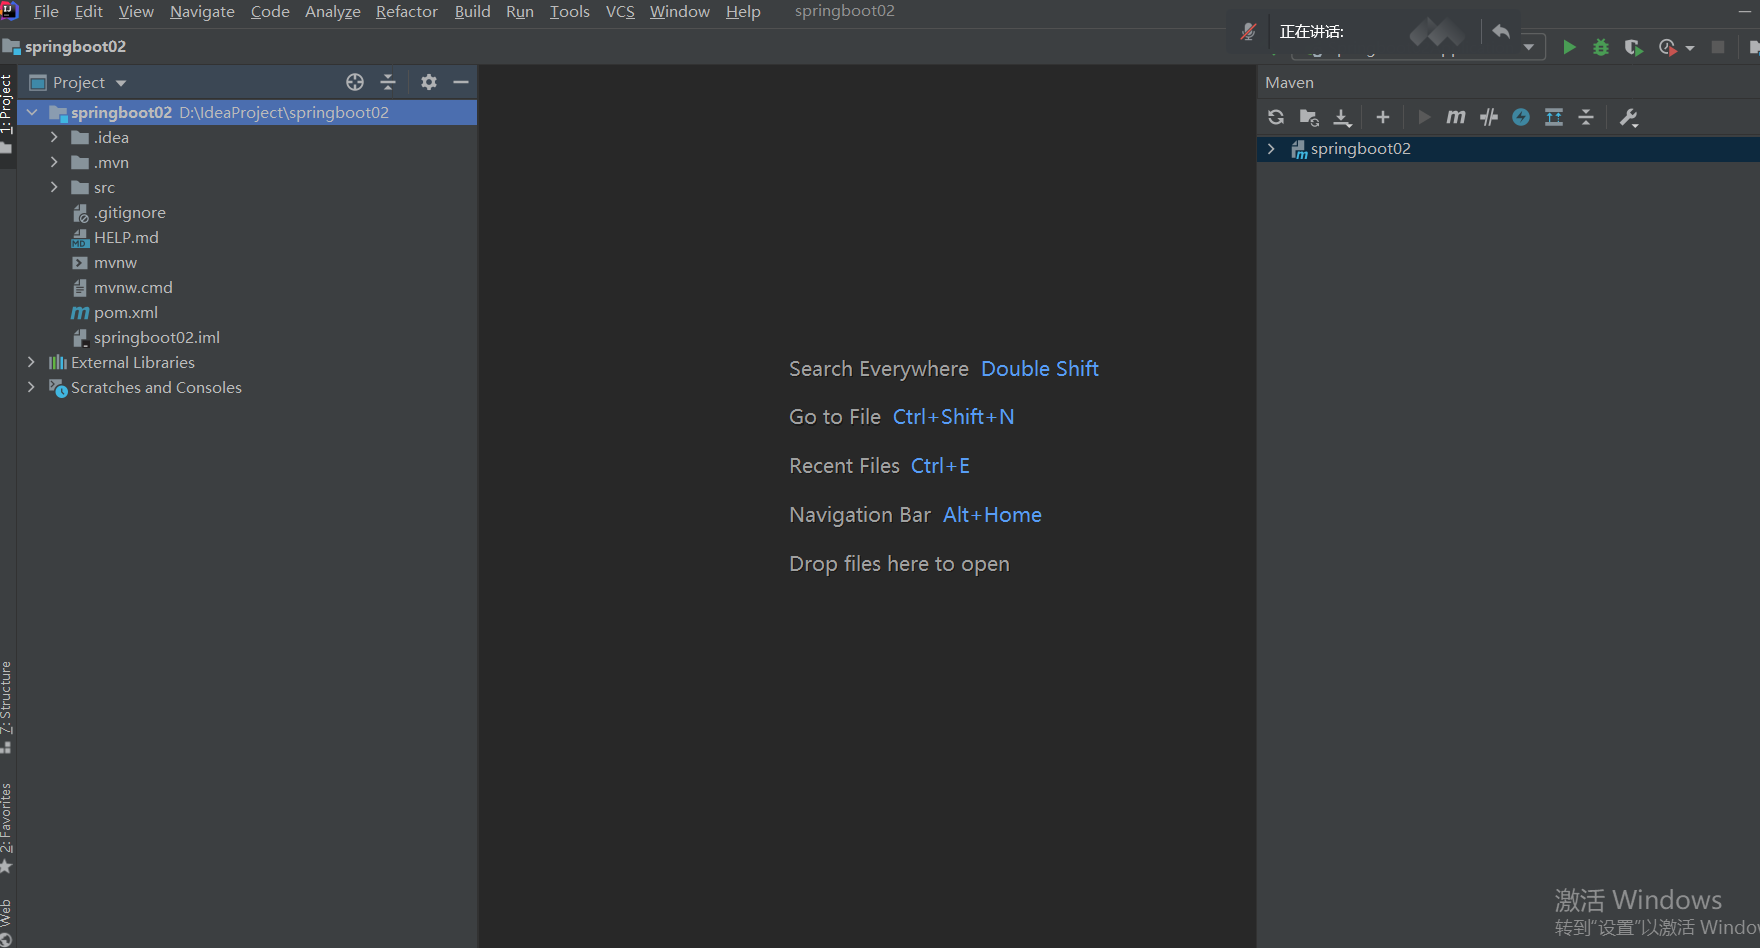 File Edit View Navigate Code Analyze Refactor Build Run Tools VCS Window Help springboot02
正在讲话:
springboot02
1: Project
Project
springboot02 D:\IdeaProject\springboot02
.idea
.mvn
src
.gitignore
HELP.md
mvnw
mvnw.cmd
pom.xml
springboot02.iml
External Libraries
Scratches and Consoles
Search Everywhere Double Shift
Go to File Ctrl+Shift+N
Recent Files Ctrl+E
Navigation Bar Alt+Home
Drop files here to open
Maven
springboot02
7: Structure
2: Favorites
Web
激活 Windows
转到“设置”以激活 Windo